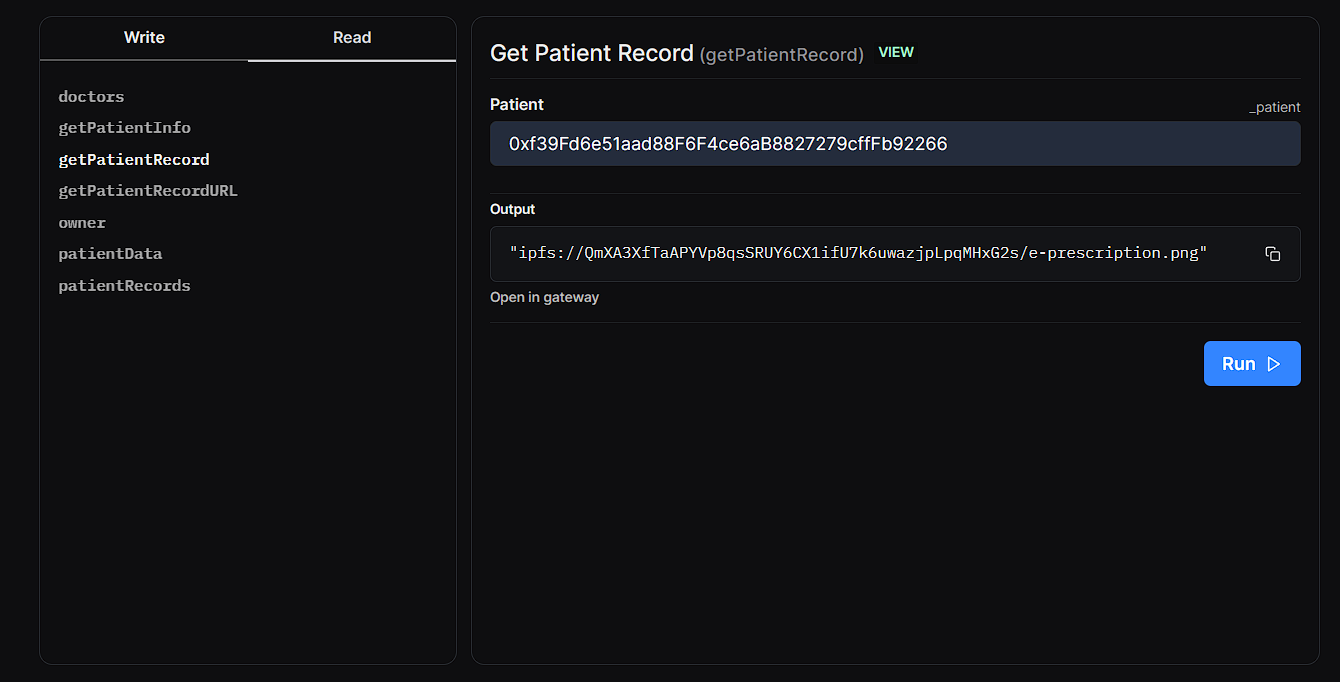 Write Read
doctors
getPatientInfo
getPatientRecord
getPatientRecordURL
owner
patientData
patientRecords
Get Patient Record (getPatientRecord) VIEW
Patient _patient
0xf39Fd6e51aad88F6F4ce6aB8827279cffFb92266
Output
"ipfs://QmXA3XfTaAPYVp8qsSRUY6CX1ifU7k6uwazjpLpqMHxG2s/e-prescription.png"
Open in gateway
Run